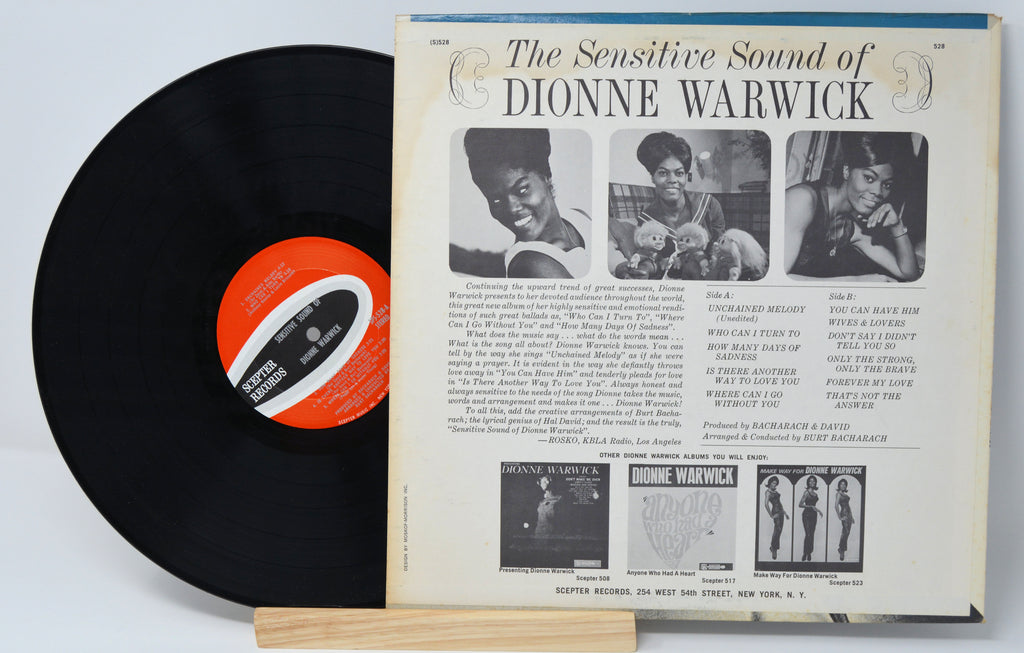 (S)528
528
The Sensitive Sound of
DIONNE WARWICK
Continuing the upward trend of great successes, Dionne
Warwick presents to her devoted audience throughout the world,
this great new album of her highly sensitive and emotional rendi-
tions of such great ballads as, "Who Can I Turn To", "Where
Can I Go Without You" and "How Many Days Of Sadness".
What does the music say . . . what do the words mean . . .
What is the song all about? Dionne Warwick knows. You can
tell by the way she sings "Unchained Melody" as if she were
saying a prayer. It is evident in the way she defiantly throws
love away in "You Can Have Him" and tenderly pleads for love
in "Is There Another Way To Love You". Always honest and
always sensitive to the needs of the song Dionne takes the music,
words and arrangement and makes it one . . . Dionne Warwick!
To all this, add the creative arrangements of Burt Bacha-
rach; the lyrical genius of Hal David; and the result is the truly,
"Sensitive Sound of Dionne Warwick".
—ROSKO, KBLA Radio, Los Angeles
Side A:
UNCHAINED MELODY
(Unedited)
WHO CAN I TURN TO
HOW MANY DAYS OF
SADNESS
IS THERE ANOTHER
WAY TO LOVE YOU
WHERE CAN I GO
WITHOUT YOU
Side B:
YOU CAN HAVE HIM
WIVES & LOVERS
DON'T SAY I DIDN'T
TELL YOU SO
ONLY THE STRONG,
ONLY THE BRAVE
FOREVER MY LOVE
THAT'S NOT THE
ANSWER
Produced by BACHARACH & DAVID
Arranged & Conducted by BURT BACHARACH
OTHER DIONNE WARWICK ALBUMS YOU WILL ENJOY:
DIONNE WARWICK
Presenting Dionne Warwick
Scepter 508
DIONNE WARWICK
anyone
who had a
heart
Anyone Who Had A Heart
Scepter 517
MAKE WAY FOR DIONNE WARWICK
Make Way For Dionne Warwick
Scepter 523
SCEPTER RECORDS, 254 WEST 54th STREET, NEW YORK, N. Y.
DESIGN BY MOSKOF-MORRISON INC.
SENSITIVE SOUND OF
DIONNE WARWICK
SCEPTER
RECORDS
STEREO